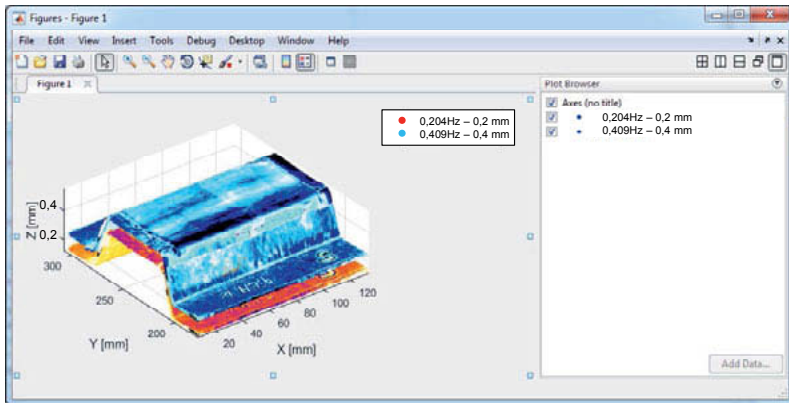 Figures - Figure 1
File Edit View Insert Tools Debug Desktop Window Help
Figure 1
Plot Browser
Axes (no title)
0,204Hz – 0,2 mm
0,409Hz – 0,4 mm
0,204Hz – 0,2 mm
0,409Hz – 0,4 mm
Z [mm]
0,4
0,2
300
250
200
Y [mm]
20 40 60 80 100 120
X [mm]
Add Data...